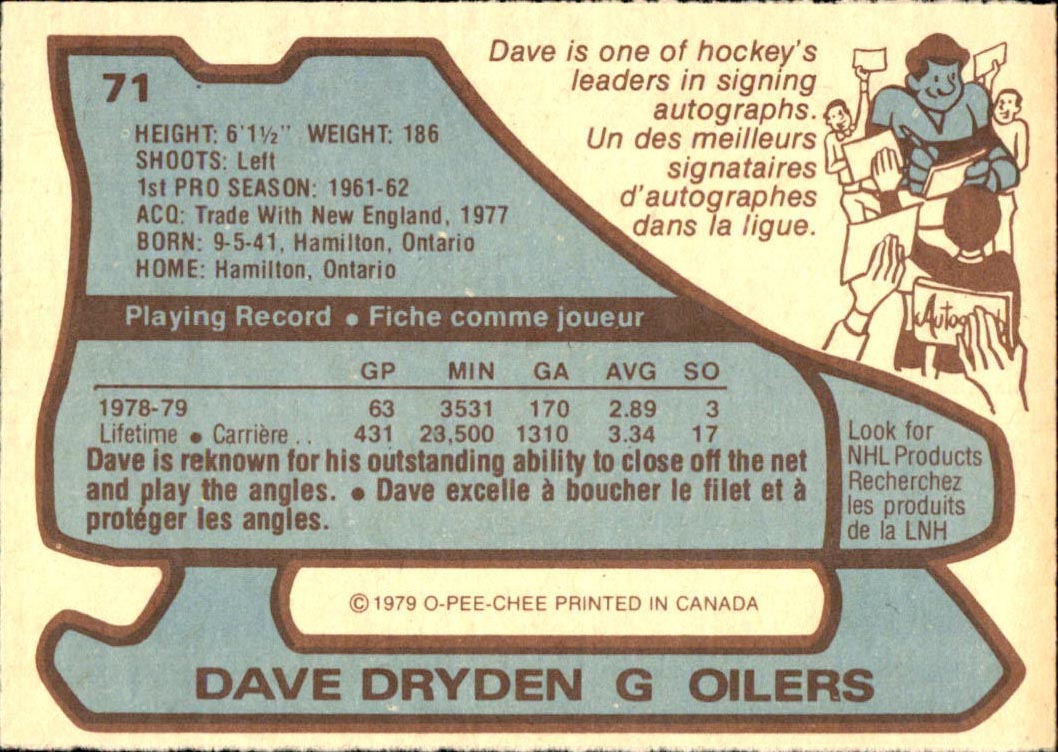 71
HEIGHT: 6'1½" WEIGHT: 186
SHOOTS: Left
1st PRO SEASON: 1961-62
ACQ: Trade With New England, 1977
BORN: 9-5-41, Hamilton, Ontario
HOME: Hamilton, Ontario
Dave is one of hockey's
leaders in signing
autographs.
Un des meilleurs
signataires
d'autographes
dans la ligue.
Autog
Playing Record • Fiche comme joueur
GP MIN GA AVG SO
1978-79 63 3531 170 2.89 3
Lifetime • Carrière . . 431 23,500 1310 3.34 17
Dave is reknown for his outstanding ability to close off the net
and play the angles. • Dave excelle à boucher le filet et à
protéger les angles.
Look for
NHL Products
Recherchez
les produits
de la LNH
© 1979 O-PEE-CHEE PRINTED IN CANADA
DAVE DRYDEN G OILERS